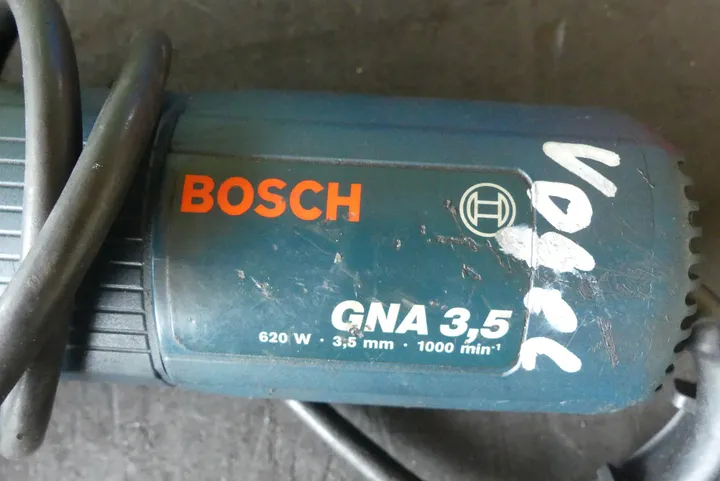 BOSCH
GNA 3,5
620 W · 3,5 mm · 1000 min⁻¹